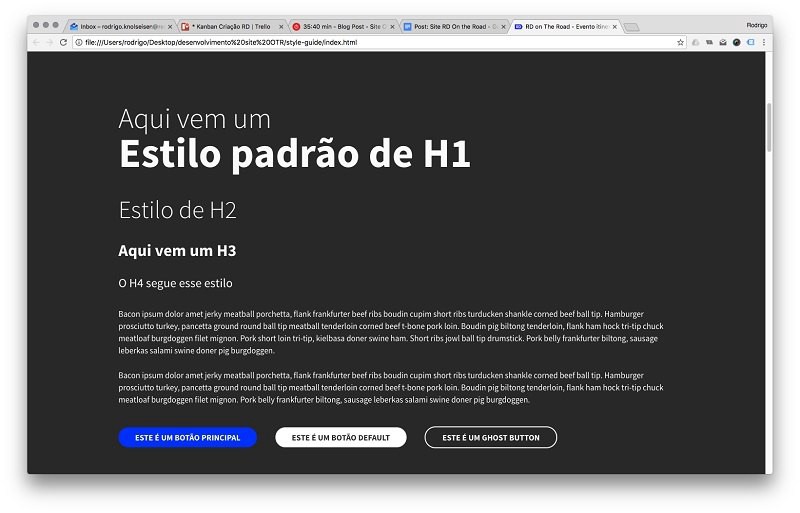 Inbox – rodrigo.knolseisen@re
* Kanban Criação RD | Trello
35:40 min - Blog Post - Site O
Post: Site RD On the Road - G
RD on The Road - Evento itine
Rodrigo
file:///Users/rodrigo/Desktop/desenvolvimento%20site%20OTR/style-guide/index.html
Aqui vem um
Estilo padrão de H1
Estilo de H2
Aqui vem um H3
O H4 segue esse estilo
Bacon ipsum dolor amet jerky meatball porchetta, flank frankfurter beef ribs boudin cupim short ribs turducken shankle corned beef ball tip. Hamburger
prosciutto turkey, pancetta ground round ball tip meatball tenderloin corned beef t-bone pork loin. Boudin pig biltong tenderloin, flank ham hock tri-tip chuck
meatloaf burgdoggen filet mignon. Pork short loin tri-tip, kielbasa doner swine ham. Short ribs jowl ball tip drumstick. Pork belly frankfurter biltong, sausage
leberkas salami swine doner pig burgdoggen.
Bacon ipsum dolor amet jerky meatball porchetta, flank frankfurter beef ribs boudin cupim short ribs turducken shankle corned beef ball tip. Hamburger
prosciutto turkey, pancetta ground round ball tip meatball tenderloin corned beef t-bone pork loin. Boudin pig biltong tenderloin, flank ham hock tri-tip chuck
meatloaf burgdoggen filet mignon. Pork belly frankfurter biltong, sausage leberkas salami swine doner pig burgdoggen.
ESTE É UM BOTÃO PRINCIPAL
ESTE É UM BOTÃO DEFAULT
ESTE É UM GHOST BUTTON